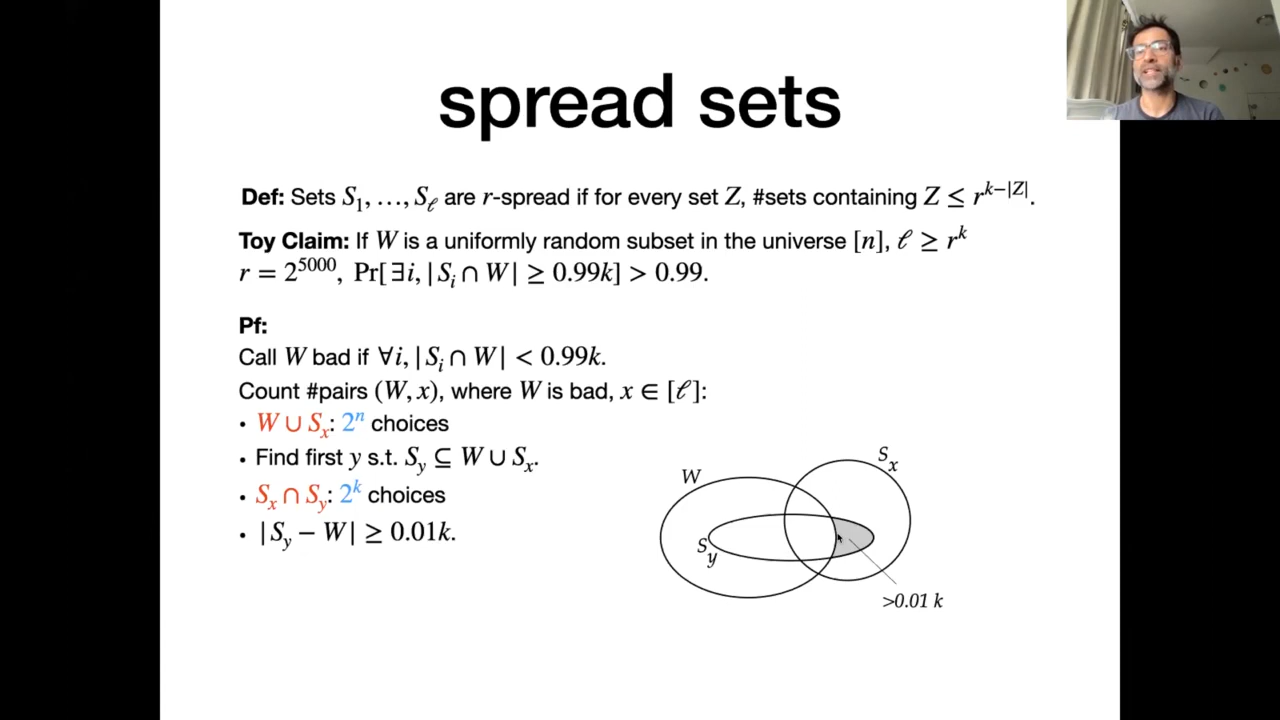 spread sets
Def: Sets S₁, …, S_ℓ are r-spread if for every set Z, #sets containing Z ≤ r^{k−|Z|}.
Toy Claim: If W is a uniformly random subset in the universe [n], ℓ ≥ r^k
r = 2^{5000}, Pr[∃i, |S_i ∩ W| ≥ 0.99k] > 0.99.
Pf:
Call W bad if ∀i, |S_i ∩ W| < 0.99k.
Count #pairs (W, x), where W is bad, x ∈ [ℓ]:
• W ∪ S_x: 2^n choices
• Find first y s.t. S_y ⊆ W ∪ S_x.
• S_x ∩ S_y: 2^k choices
• |S_y − W| ≥ 0.01k.
W
S_x
S_y
>0.01 k